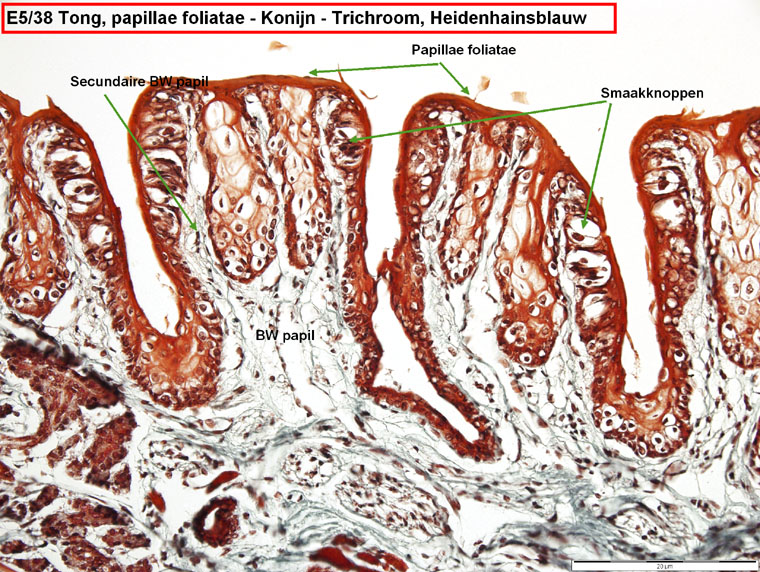 E5/38 Tong, papillae foliatae - Konijn - Trichroom, Heidenhainsblauw
Papillae foliatae
Secundaire BW papil
Smaakknoppen
BW papil
20 µm